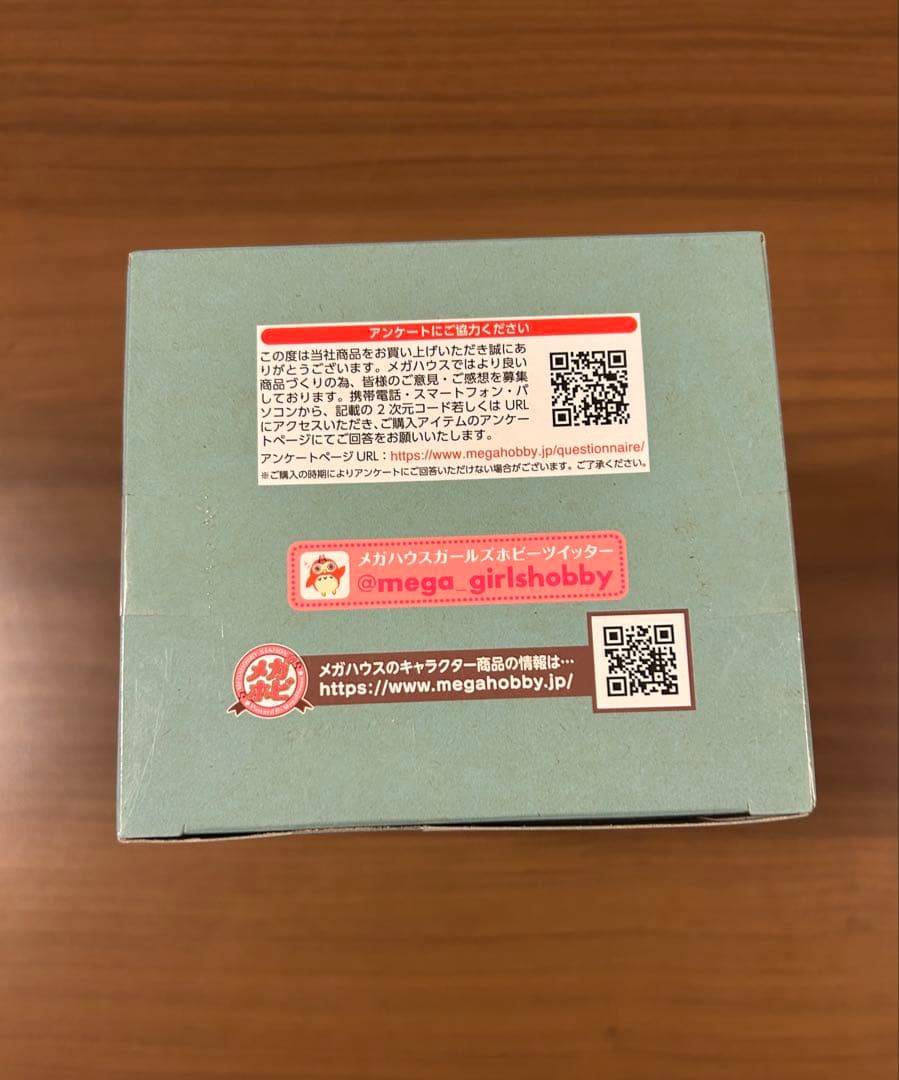 アンケートにご協力ください
この度は当社商品をお買い上げいただき誠にあ
りがとうございます。メガハウスではより良い
商品づくりの為、皆様のご意見・ご感想を募集
しております。携帯電話・スマートフォン・パ
ソコンから、記載の2次元コード若しくはURL
にアクセスいただき、ご購入アイテムのアンケー
トページにてご回答をお願いいたします。
アンケートページURL：https://www.megahobby.jp/questionnaire/
※ご購入の時期によりアンケートにご回答いただけない場合がございます。ご了承ください。
メガハウスガールズホビーツイッター
@mega_girlshobby
メガ
ホビ
メガハウスのキャラクター商品の情報は…
https://www.megahobby.jp/